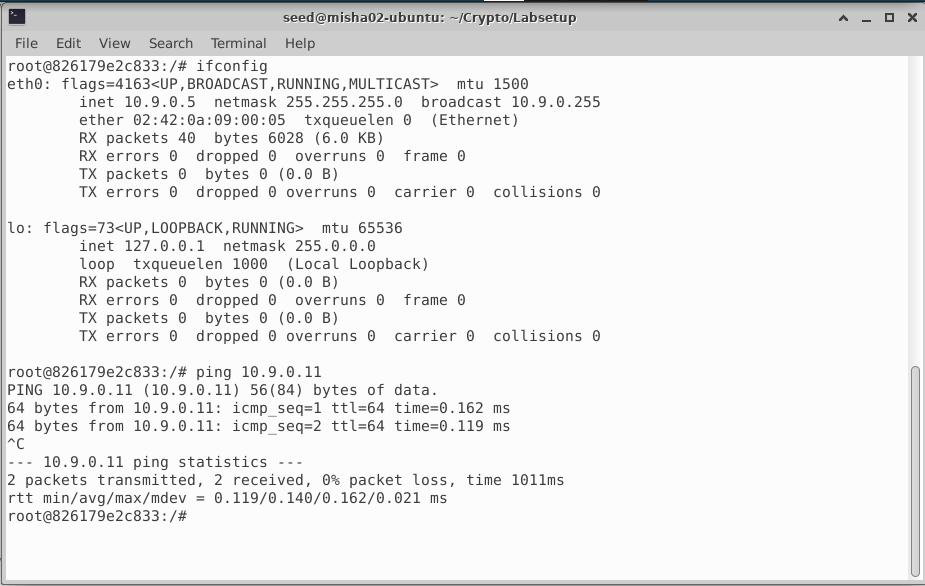 seed@misha02-ubuntu: ~/Crypto/Labsetup
File Edit View Search Terminal Help
root@826179e2c833:/# ifconfig
eth0: flags=4163<UP,BROADCAST,RUNNING,MULTICAST>  mtu 1500
        inet 10.9.0.5  netmask 255.255.255.0  broadcast 10.9.0.255
        ether 02:42:0a:09:00:05  txqueuelen 0  (Ethernet)
        RX packets 40  bytes 6028 (6.0 KB)
        RX errors 0  dropped 0  overruns 0  frame 0
        TX packets 0  bytes 0 (0.0 B)
        TX errors 0  dropped 0 overruns 0  carrier 0  collisions 0

lo: flags=73<UP,LOOPBACK,RUNNING>  mtu 65536
        inet 127.0.0.1  netmask 255.0.0.0
        loop  txqueuelen 1000  (Local Loopback)
        RX packets 0  bytes 0 (0.0 B)
        RX errors 0  dropped 0  overruns 0  frame 0
        TX packets 0  bytes 0 (0.0 B)
        TX errors 0  dropped 0 overruns 0  carrier 0  collisions 0

root@826179e2c833:/# ping 10.9.0.11
PING 10.9.0.11 (10.9.0.11) 56(84) bytes of data.
64 bytes from 10.9.0.11: icmp_seq=1 ttl=64 time=0.162 ms
64 bytes from 10.9.0.11: icmp_seq=2 ttl=64 time=0.119 ms
^C
--- 10.9.0.11 ping statistics ---
2 packets transmitted, 2 received, 0% packet loss, time 1011ms
rtt min/avg/max/mdev = 0.119/0.140/0.162/0.021 ms
root@826179e2c833:/#